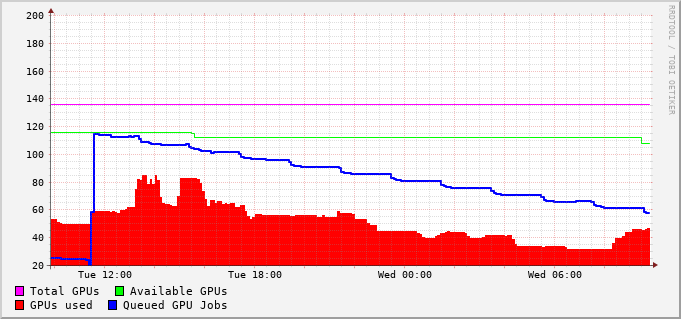 200
180
160
140
120
100
80
60
40
20
Tue 12:00 Tue 18:00 Wed 00:00 Wed 06:00
Total GPUs Available GPUs
GPUs used Queued GPU Jobs
RRDTOOL / TOBI OETIKER